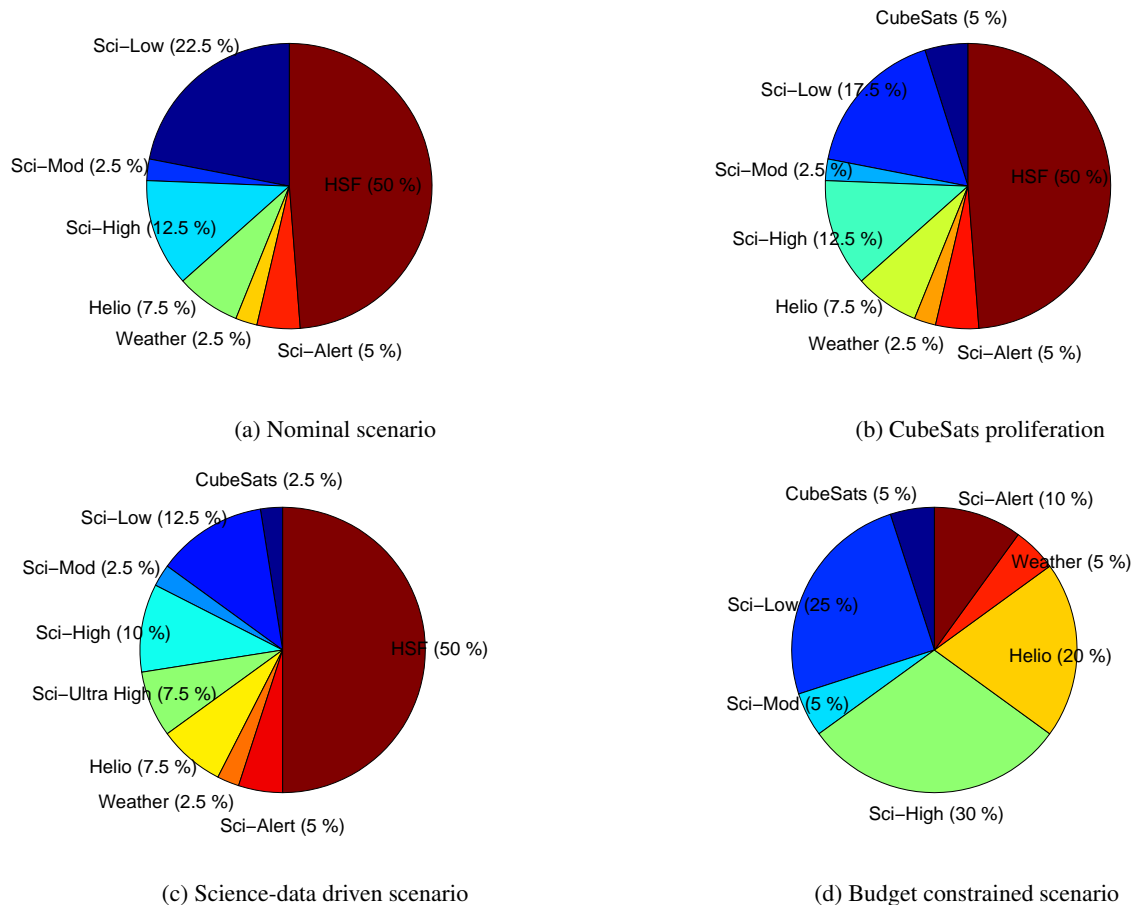 Sci−Low (22.5 %)
Sci−Mod (2.5 %)
HSF (50 %)
Sci−High (12.5 %)
Helio (7.5 %)
Weather (2.5 %)
Sci−Alert (5 %)
(a) Nominal scenario
CubeSats (5 %)
Sci−Low (17.5 %)
Sci−Mod (2.5 %)
HSF (50 %)
Sci−High (12.5 %)
Helio (7.5 %)
Weather (2.5 %)
Sci−Alert (5 %)
(b) CubeSats proliferation
CubeSats (2.5 %)
Sci−Low (12.5 %)
Sci−Mod (2.5 %)
Sci−High (10 %)
HSF (50 %)
Sci−Ultra High (7.5 %)
Helio (7.5 %)
Weather (2.5 %)
Sci−Alert (5 %)
(c) Science-data driven scenario
CubeSats (5 %)
Sci−Alert (10 %)
Weather (5 %)
Sci−Low (25 %)
Helio (20 %)
Sci−Mod (5 %)
Sci−High (30 %)
(d) Budget constrained scenario